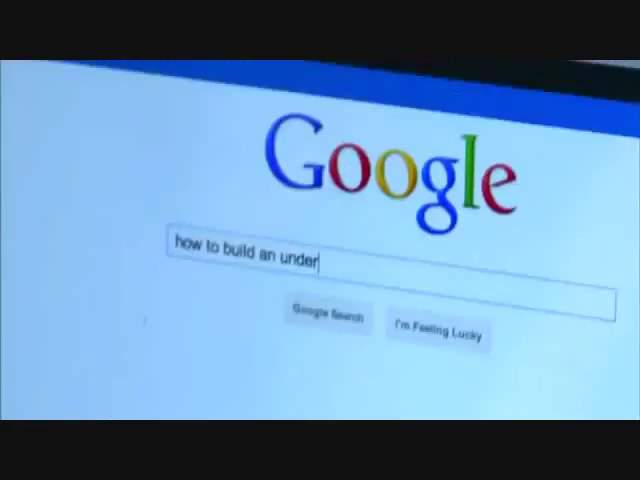 Google
how to build an under
Google Search
I'm Feeling Lucky